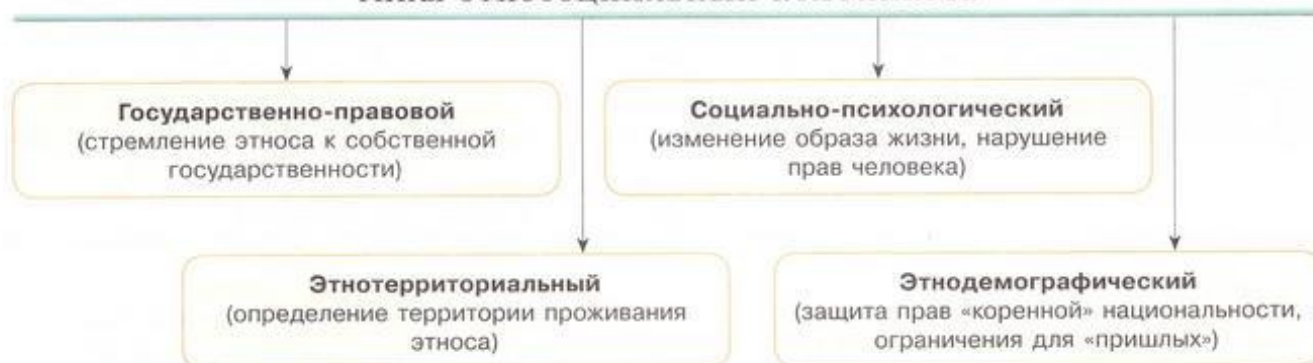 Государственно-правовой
(стремление этноса к собственной
государственности)
Социально-психологический
(изменение образа жизни, нарушение
прав человека)
Этнотерриториальный
(определение территории проживания
этноса)
Этнодемографический
(защита прав «коренной» национальности,
ограничения для «пришлых»)